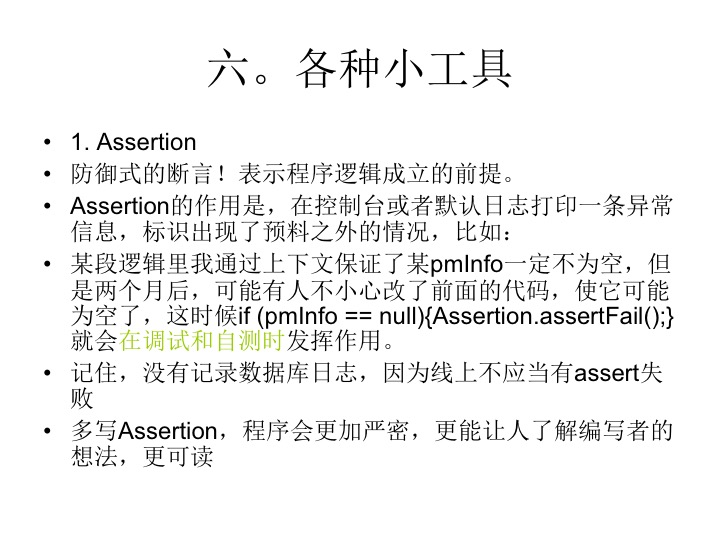 六。各种小工具
• 1. Assertion
• 防御式的断言！表示程序逻辑成立的前提。
• Assertion的作用是，在控制台或者默认日志打印一条异常
信息，标识出现了预料之外的情况，比如：
• 某段逻辑里我通过上下文保证了某pmInfo一定不为空，但
是两个月后，可能有人不小心改了前面的代码，使它可能
为空了，这时候if (pmInfo == null){Assertion.assertFail();}
就会在调试和自测时发挥作用。
• 记住，没有记录数据库日志，因为线上不应当有assert失
败
• 多写Assertion，程序会更加严密，更能让人了解编写者的
想法，更可读